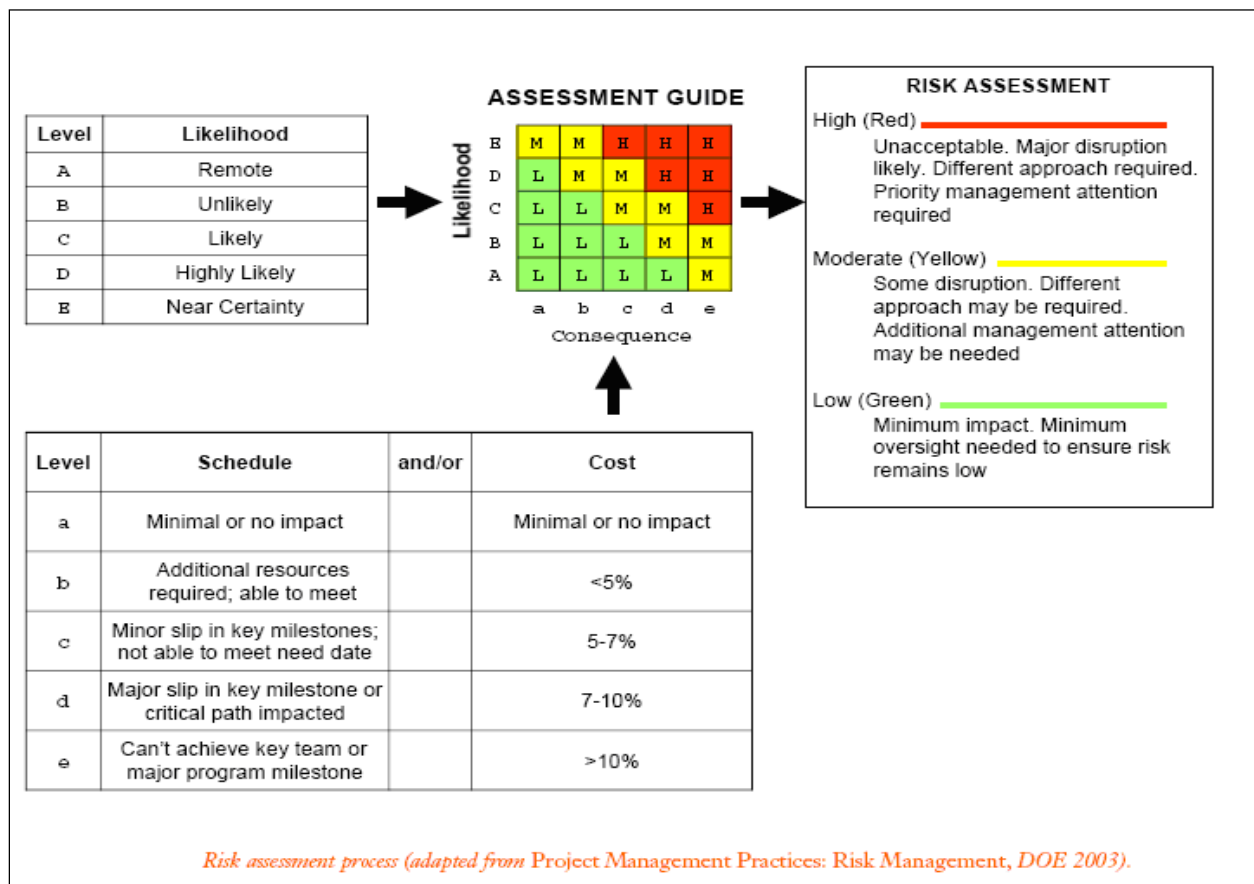 Level Likelihood
A Remote
B Unlikely
C Likely
D Highly Likely
E Near Certainty
ASSESSMENT GUIDE
Likelihood
E M M H H H
D L M M H H
C L L M M H
B L L L M M
A L L L L M
a b c d e
Consequence
RISK ASSESSMENT
High (Red)
Unacceptable. Major disruption
likely. Different approach required.
Priority management attention
required
Moderate (Yellow)
Some disruption. Different
approach may be required.
Additional management attention
may be needed
Low (Green)
Minimum impact. Minimum
oversight needed to ensure risk
remains low
Level Schedule and/or Cost
a Minimal or no impact Minimal or no impact
b Additional resources
required; able to meet <5%
c Minor slip in key milestones;
not able to meet need date 5-7%
d Major slip in key milestone or
critical path impacted 7-10%
e Can't achieve key team or
major program milestone >10%
Risk assessment process (adapted from Project Management Practices: Risk Management, DOE 2003).